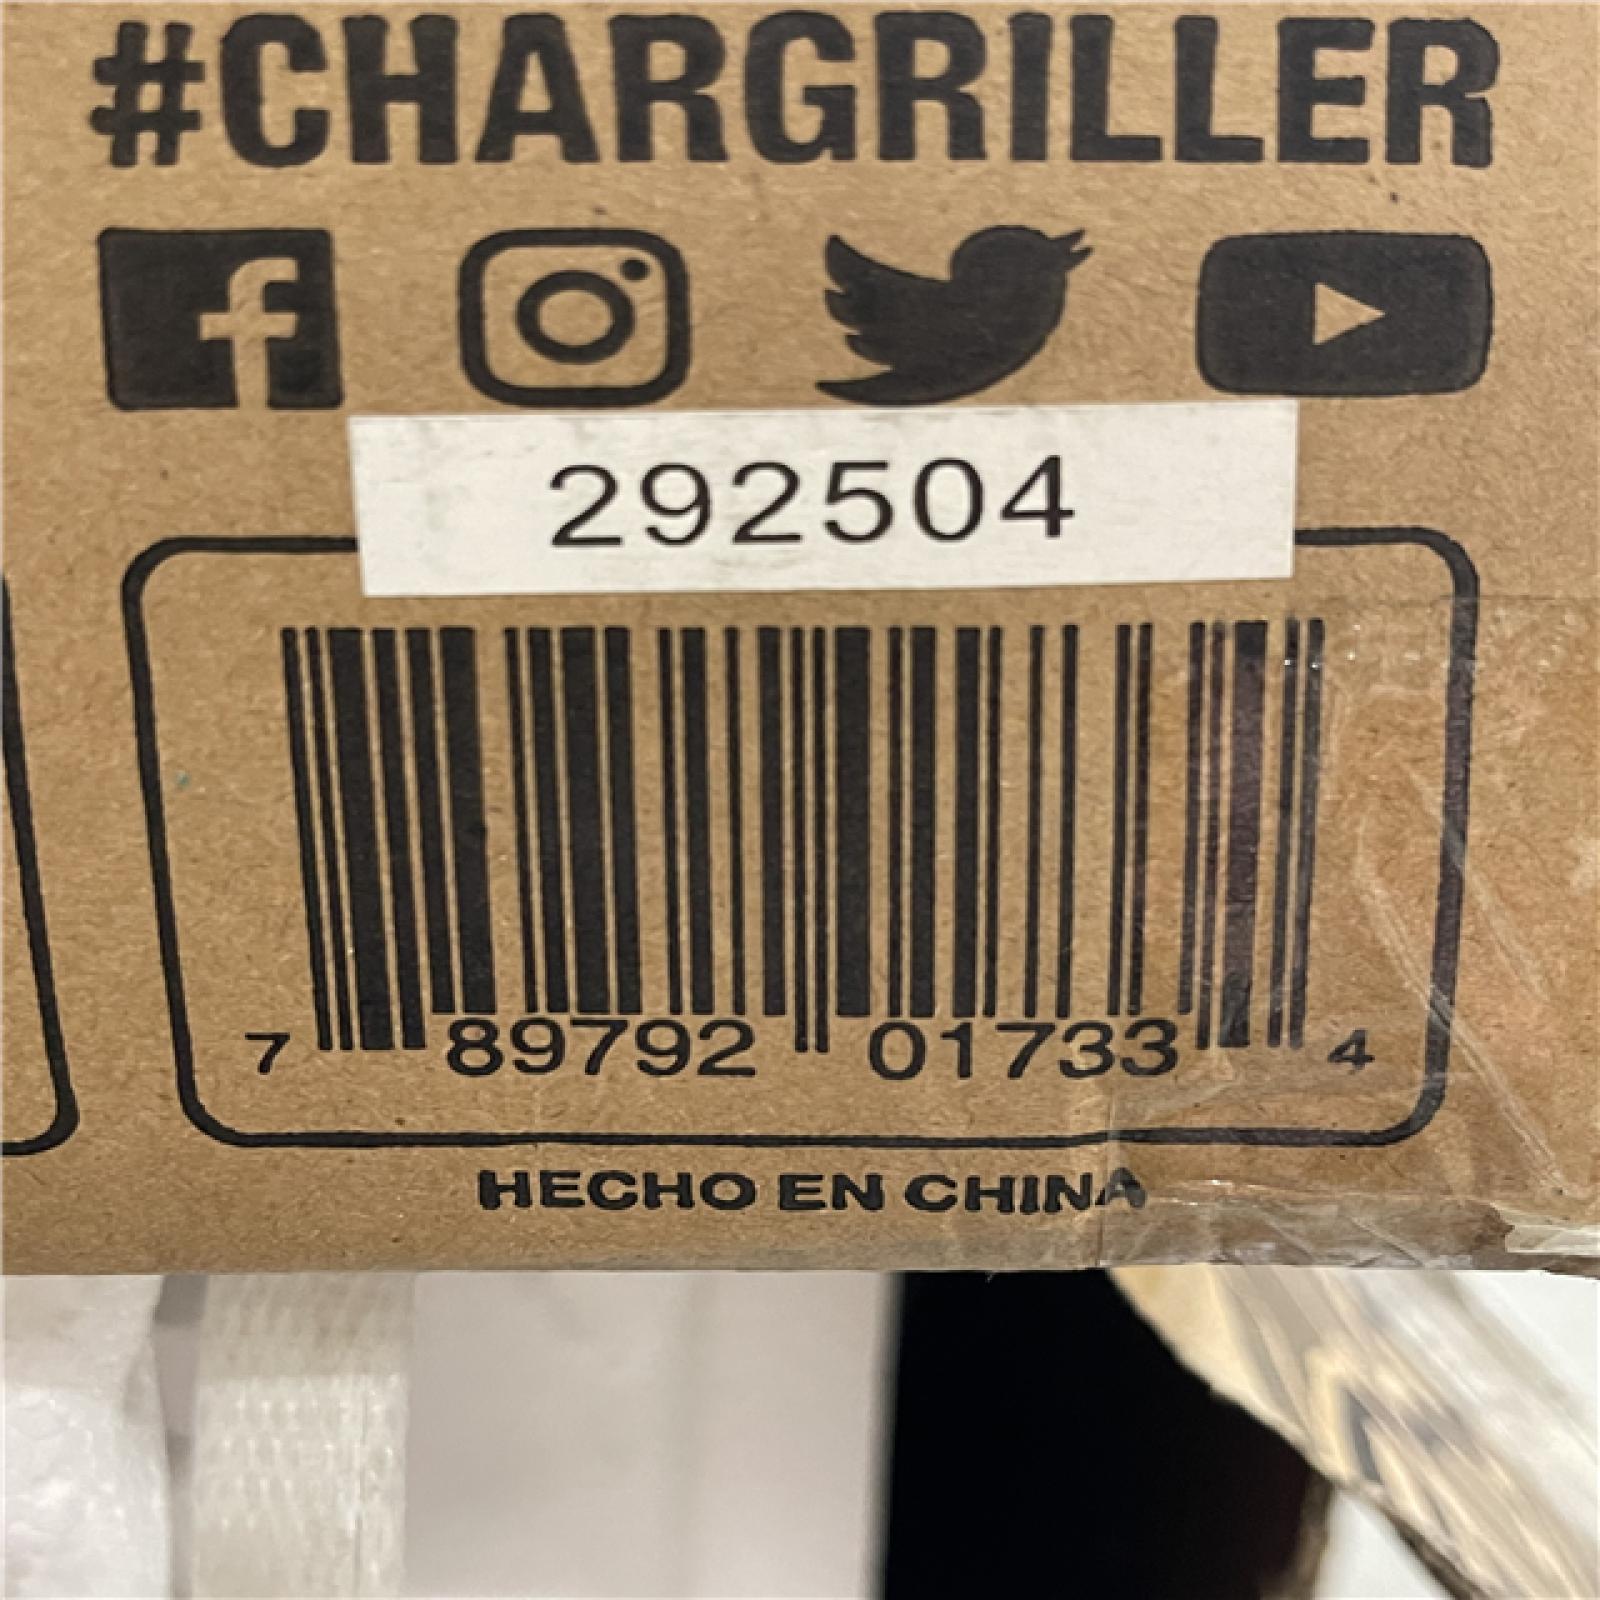 #CHARGRILLER
292504
7 89792 01733 4
HECHO EN CHINA